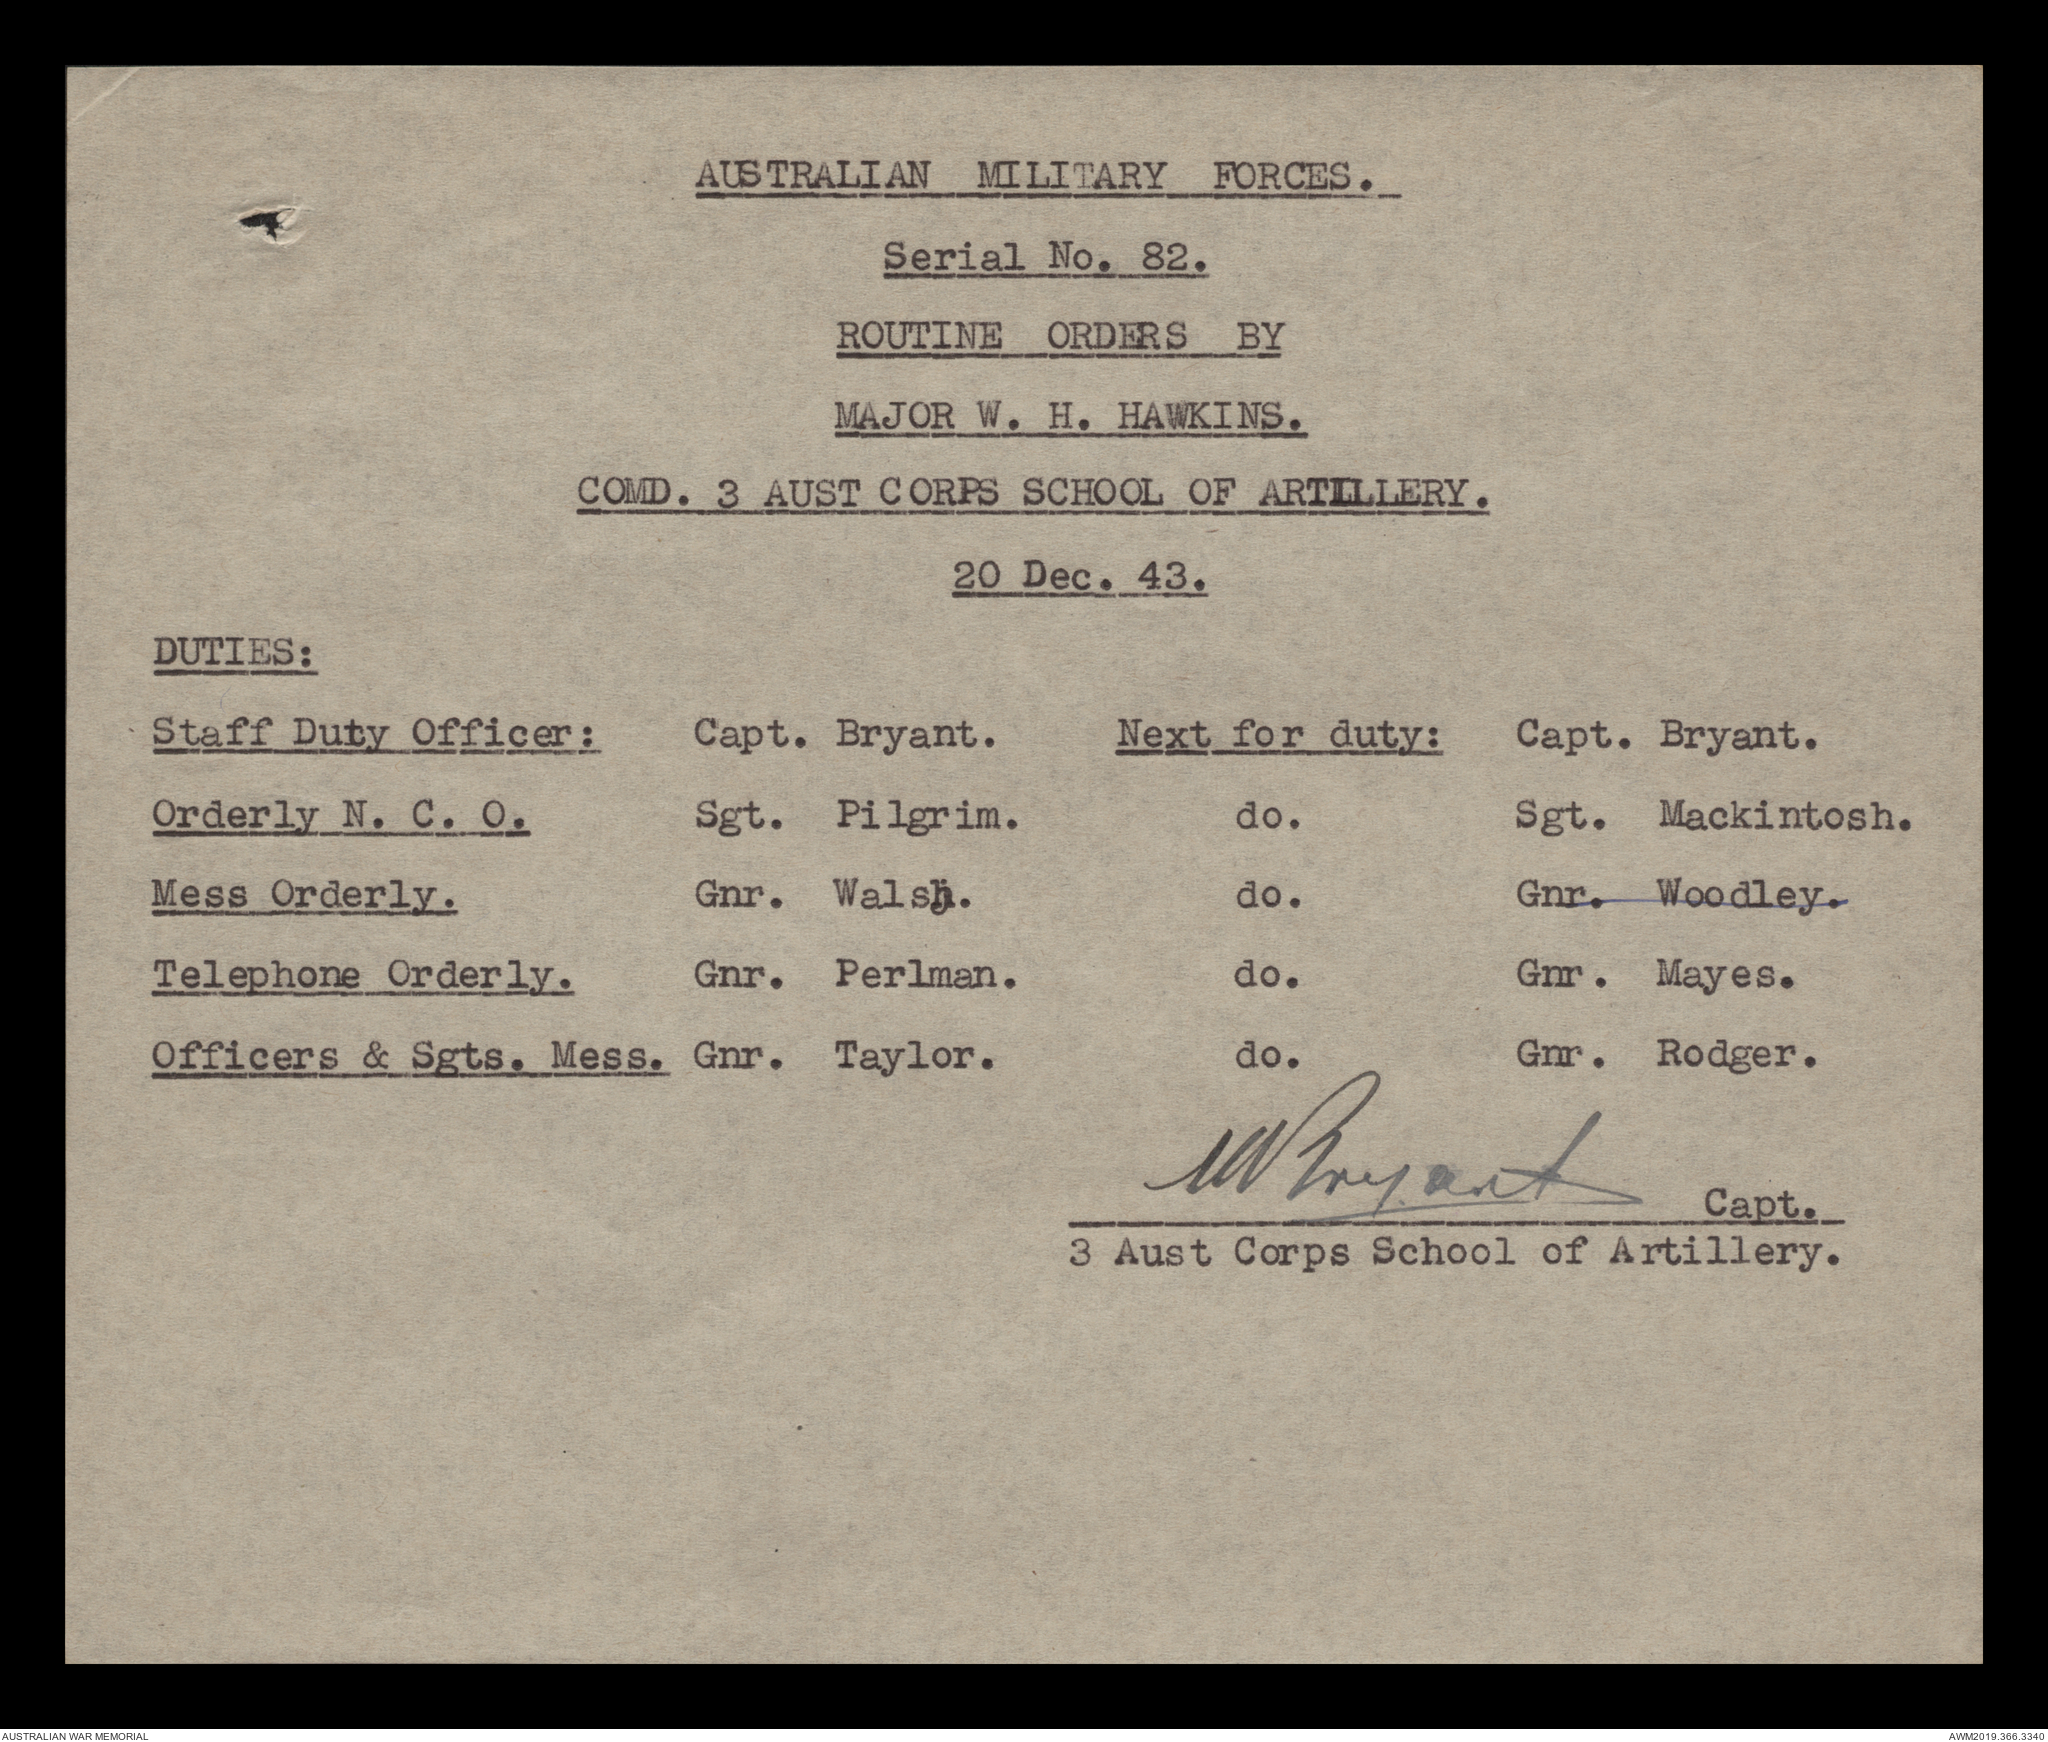 AUSTRALIAN MILITARY FORCES.
Serial No. 82.
ROUTINE ORDERS BY
MAJOR W. H. HAWKINS.
COMD. 3 AUST CORPS SCHOOL OF ARTILLERY.
20 Dec. 43.
DUTIES:
Staff Duty Officer: Capt. Bryant. Next for duty: Capt. Bryant.
Orderly N. C. O. Sgt. Pilgrim. do. Sgt. Mackintosh.
Mess Orderly. Gnr. Walsh. do. Gnr. Woodley.
Telephone Orderly. Gnr. Perlman. do. Gnr. Mayes.
Officers & Sgts. Mess. Gnr. Taylor. do. Gnr. Rodger.
Bryant Capt.
3 Aust Corps School of Artillery.
AUSTRALIAN WAR MEMORIAL
AWM2019.366.3340